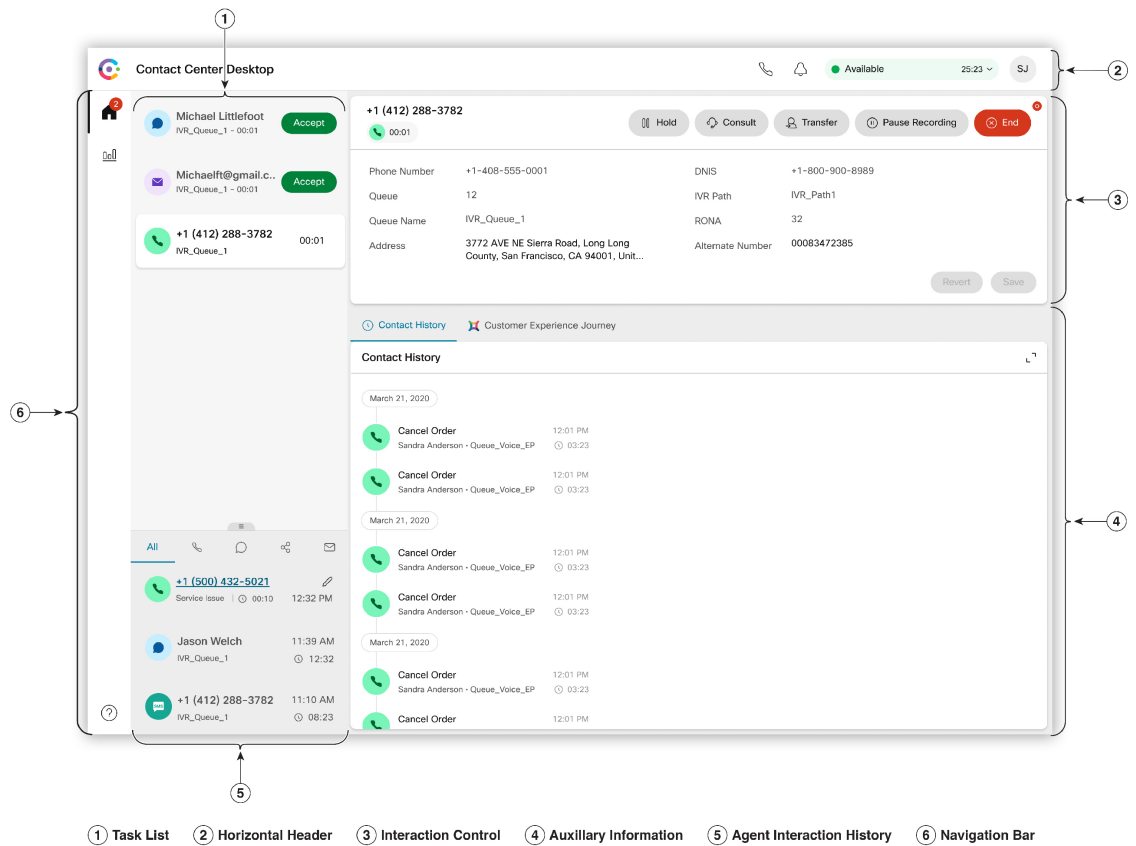 1
Contact Center Desktop
Available 25:23 SJ
2
2
Michael Littlefoot
IVR_Queue_1 - 00:01
Accept
Michaelft@gmail.c..
IVR_Queue_1 - 00:01
Accept
+1 (412) 288-3782
IVR_Queue_1
00:01
+1 (412) 288-3782
00:01
Hold Consult Transfer Pause Recording End
Phone Number +1-408-555-0001 DNIS +1-800-900-8989
Queue 12 IVR Path IVR_Path1
Queue Name IVR_Queue_1 RONA 32
Address 3772 AVE NE Sierra Road, Long Long Alternate Number 00083472385
County, San Francisco, CA 94001, Unit...
Revert Save
3
Contact History Customer Experience Journey
Contact History
March 21, 2020
Cancel Order 12:01 PM
Sandra Anderson - Queue_Voice_EP 03:23
Cancel Order 12:01 PM
Sandra Anderson - Queue_Voice_EP 03:23
March 21, 2020
Cancel Order 12:01 PM
Sandra Anderson - Queue_Voice_EP 03:23
Cancel Order 12:01 PM
Sandra Anderson - Queue_Voice_EP 03:23
March 21, 2020
Cancel Order 12:01 PM
Sandra Anderson - Queue_Voice_EP 03:23
Cancel Order 12:01 PM
4
6
All
+1 (500) 432-5021
Service Issue 00:10 12:32 PM
Jason Welch 11:39 AM
IVR_Queue_1 12:32
SMS
+1 (412) 288-3782 11:10 AM
IVR_Queue_1 08:23
5
1 Task List 2 Horizontal Header 3 Interaction Control 4 Auxillary Information 5 Agent Interaction History 6 Navigation Bar